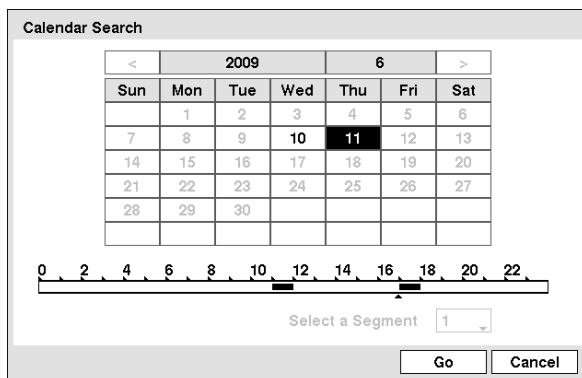 Calendar Search
< 2009 6 >
Sun Mon Tue Wed Thu Fri Sat
1 2 3 4 5 6
7 8 9 10 11 12 13
14 15 16 17 18 19 20
21 22 23 24 25 26 27
28 29 30
0 2 4 6 8 10 12 14 16 18 20 22
Select a Segment 1
Go Cancel